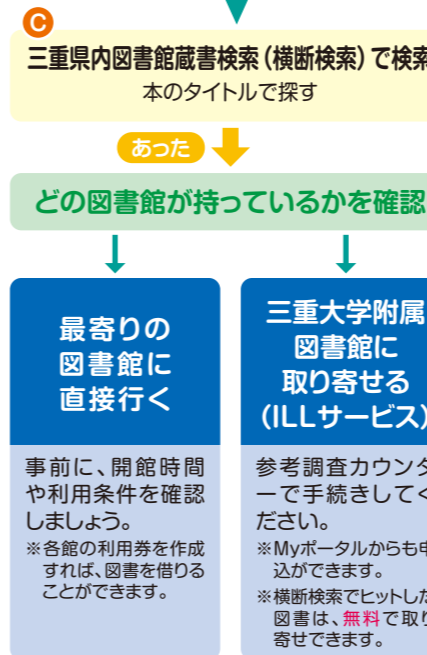 C
三重県内図書館蔵書検索(横断検索)で検索
本のタイトルで探す
あった
どの図書館が持っているかを確認
最寄りの
図書館に
直接行く
三重大学附属
図書館に
取り寄せる
(ILLサービス)
事前に、開館時間
や利用条件を確認
しましょう。
※各館の利用券を作成
すれば、図書を借りる
ことができます。
参考調査カウンタ
ーで手続きしてく
ださい。
※Myポータルからも申
込ができます。
※横断検索でヒットした
図書は、無料で取り
寄せできます。